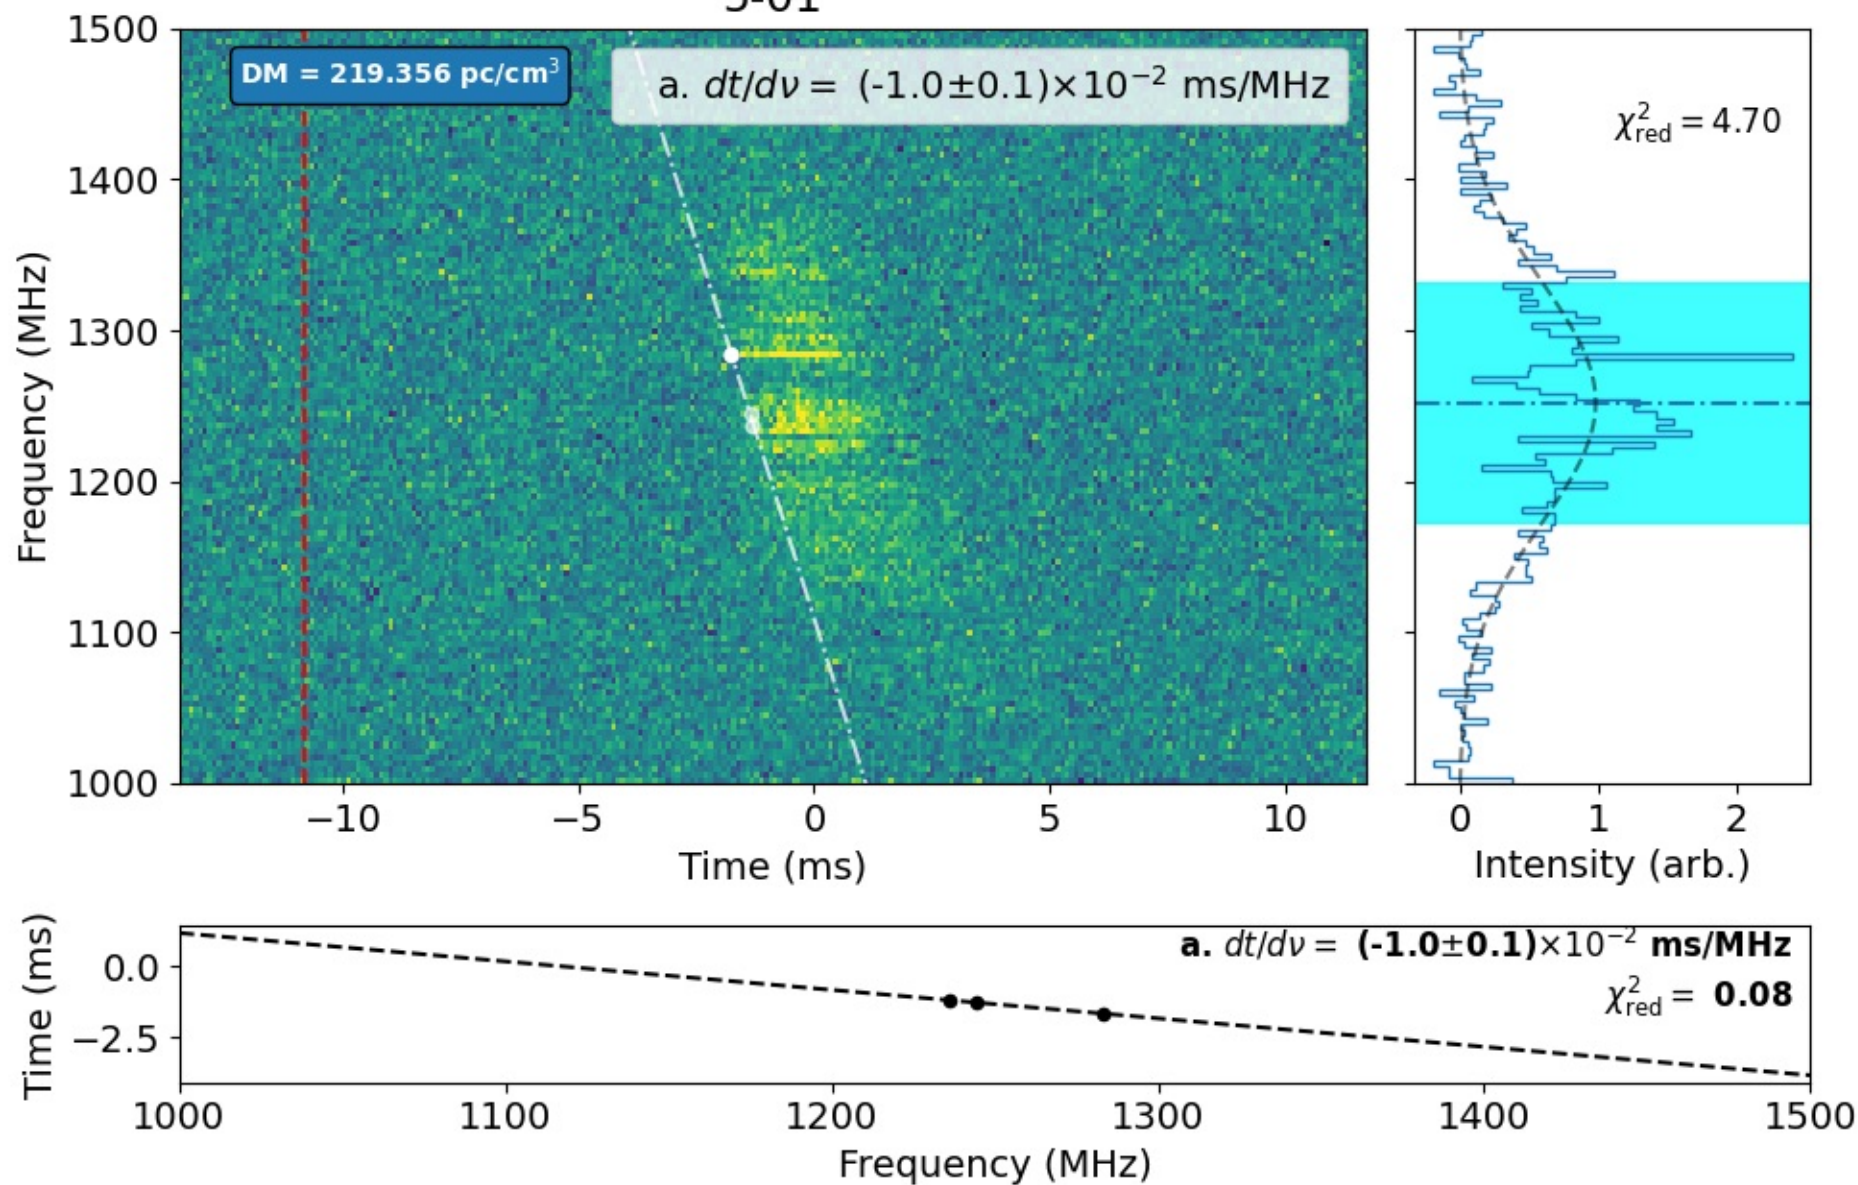 1500
1400
1300
1200
1100
1000
Frequency (MHz)
DM = 219.356 pc/cm³
a. dt/dν = (-1.0±0.1)×10⁻² ms/MHz
−10 −5 0 5 10
Time (ms)
χ²red = 4.70
0 1 2
Intensity (arb.)
Time (ms)
0.0
−2.5
a. dt/dν = (-1.0±0.1)×10⁻² ms/MHz
χ²red = 0.08
1000 1100 1200 1300 1400 1500
Frequency (MHz)